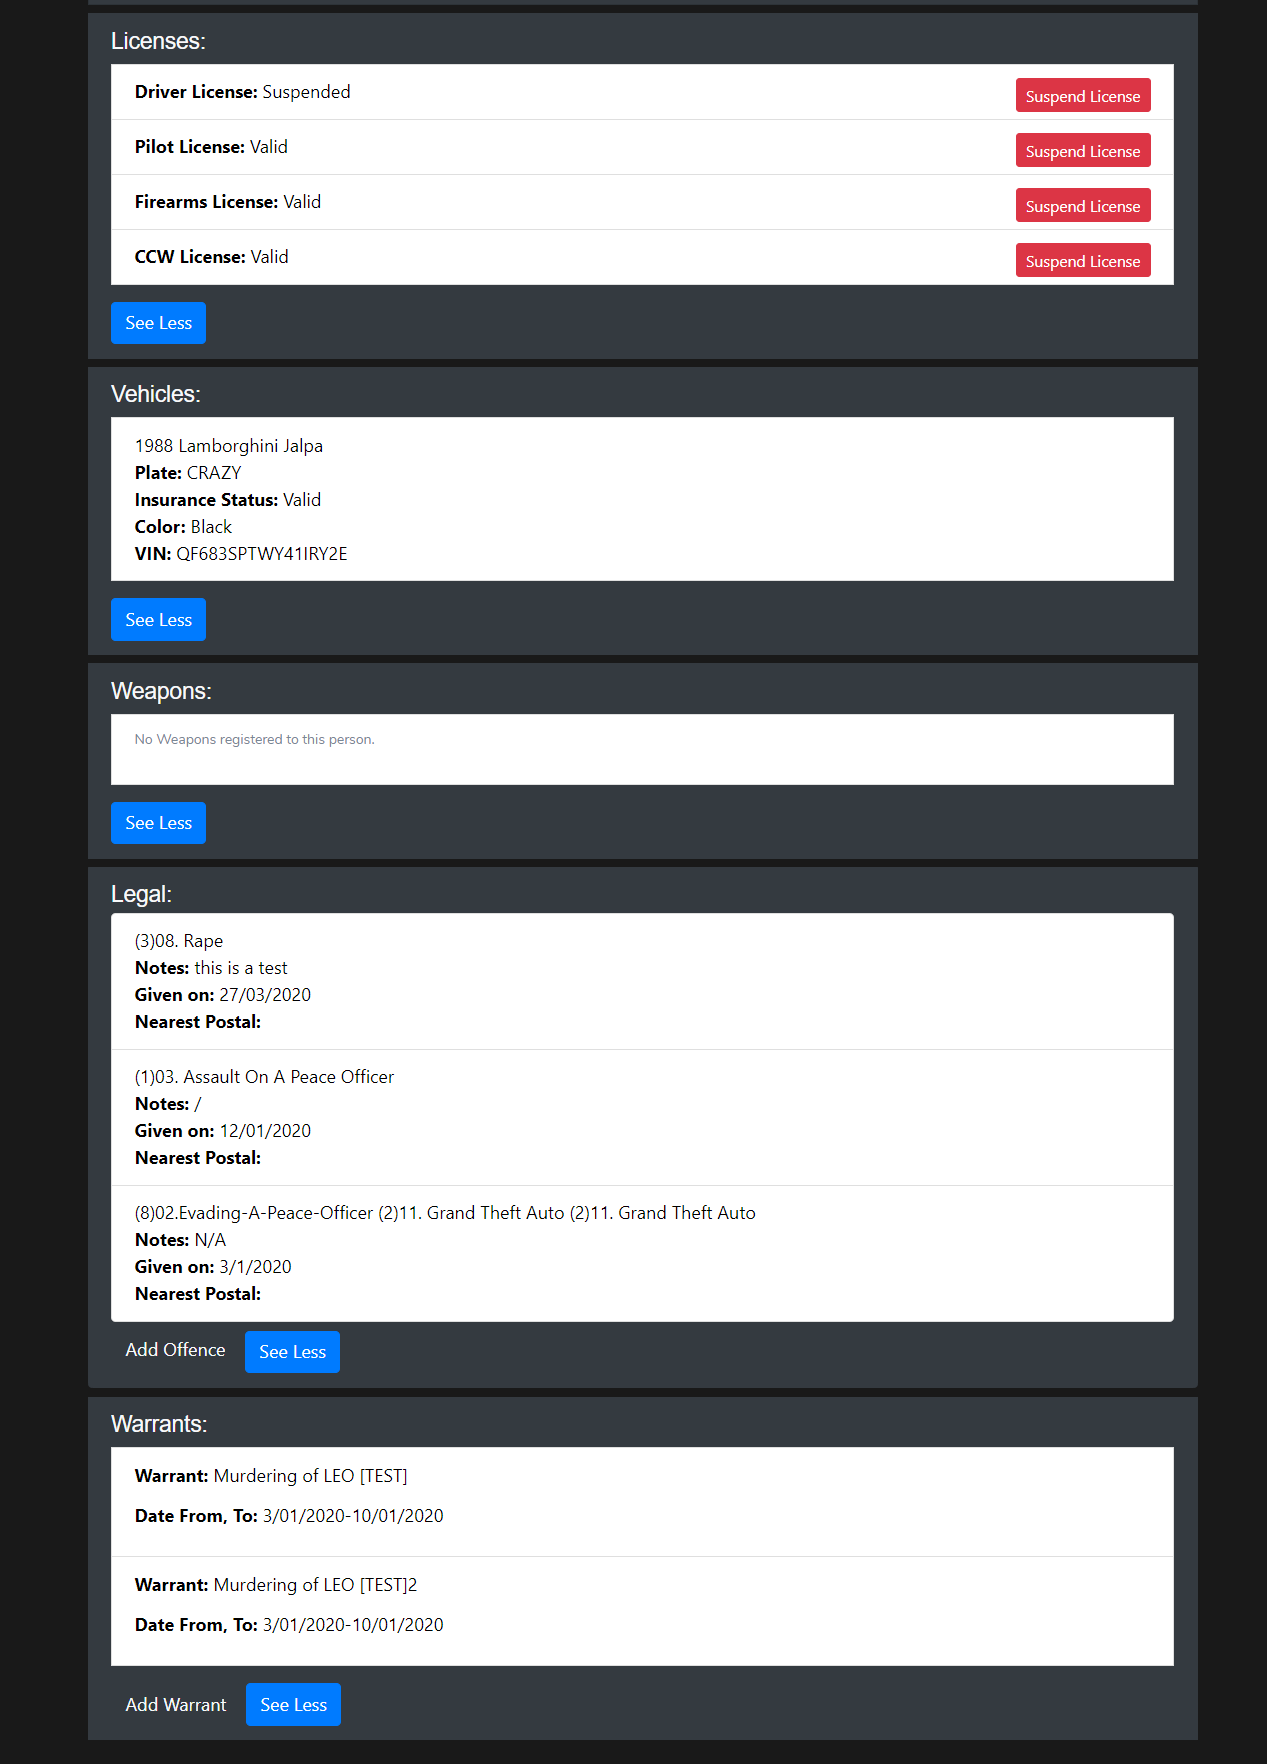 Licenses:
Driver License: Suspended
Suspend License
Pilot License: Valid
Suspend License
Firearms License: Valid
Suspend License
CCW License: Valid
Suspend License
See Less
Vehicles:
1988 Lamborghini Jalpa
Plate: CRAZY
Insurance Status: Valid
Color: Black
VIN: QF683SPTWY41IRY2E
See Less
Weapons:
No Weapons registered to this person.
See Less
Legal:
(3)08. Rape
Notes: this is a test
Given on: 27/03/2020
Nearest Postal:
(1)03. Assault On A Peace Officer
Notes: /
Given on: 12/01/2020
Nearest Postal:
(8)02.Evading-A-Peace-Officer (2)11. Grand Theft Auto (2)11. Grand Theft Auto
Notes: N/A
Given on: 3/1/2020
Nearest Postal:
Add Offence See Less
Warrants:
Warrant: Murdering of LEO [TEST]
Date From, To: 3/01/2020-10/01/2020
Warrant: Murdering of LEO [TEST]2
Date From, To: 3/01/2020-10/01/2020
Add Warrant See Less